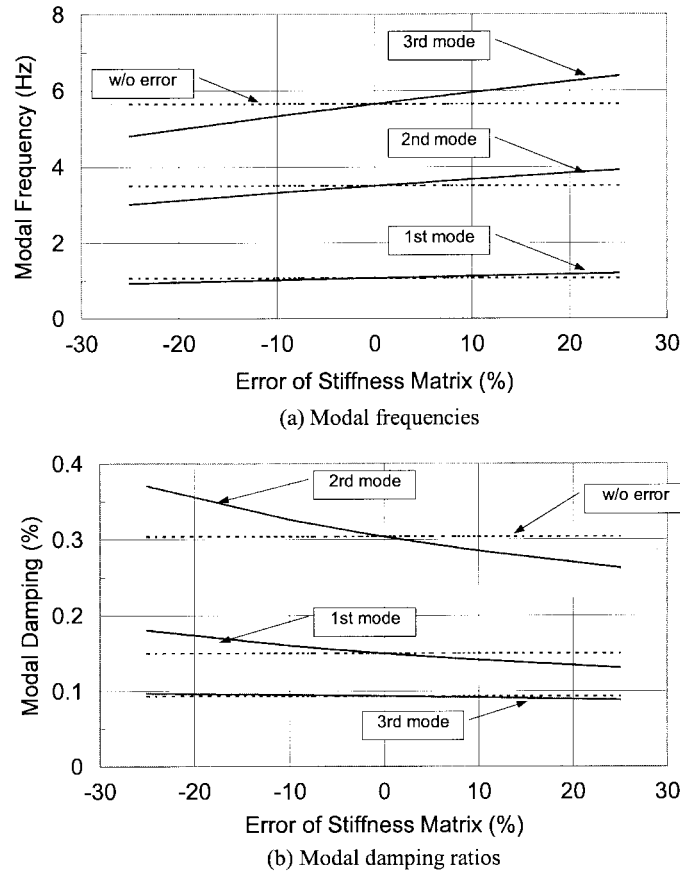 8
3rd mode
w/o error
6
2nd mode
4
1st mode
2
0
Modal Frequency (Hz)
-30 -20 -10 0 10 20 30
Error of Stiffness Matrix (%)
(a) Modal frequencies
0.4
2rd mode
w/o error
0.3
1st mode
0.2
0.1
3rd mode
0
Modal Damping (%)
-30 -20 -10 0 10 20 30
Error of Stiffness Matrix (%)
(b) Modal damping ratios